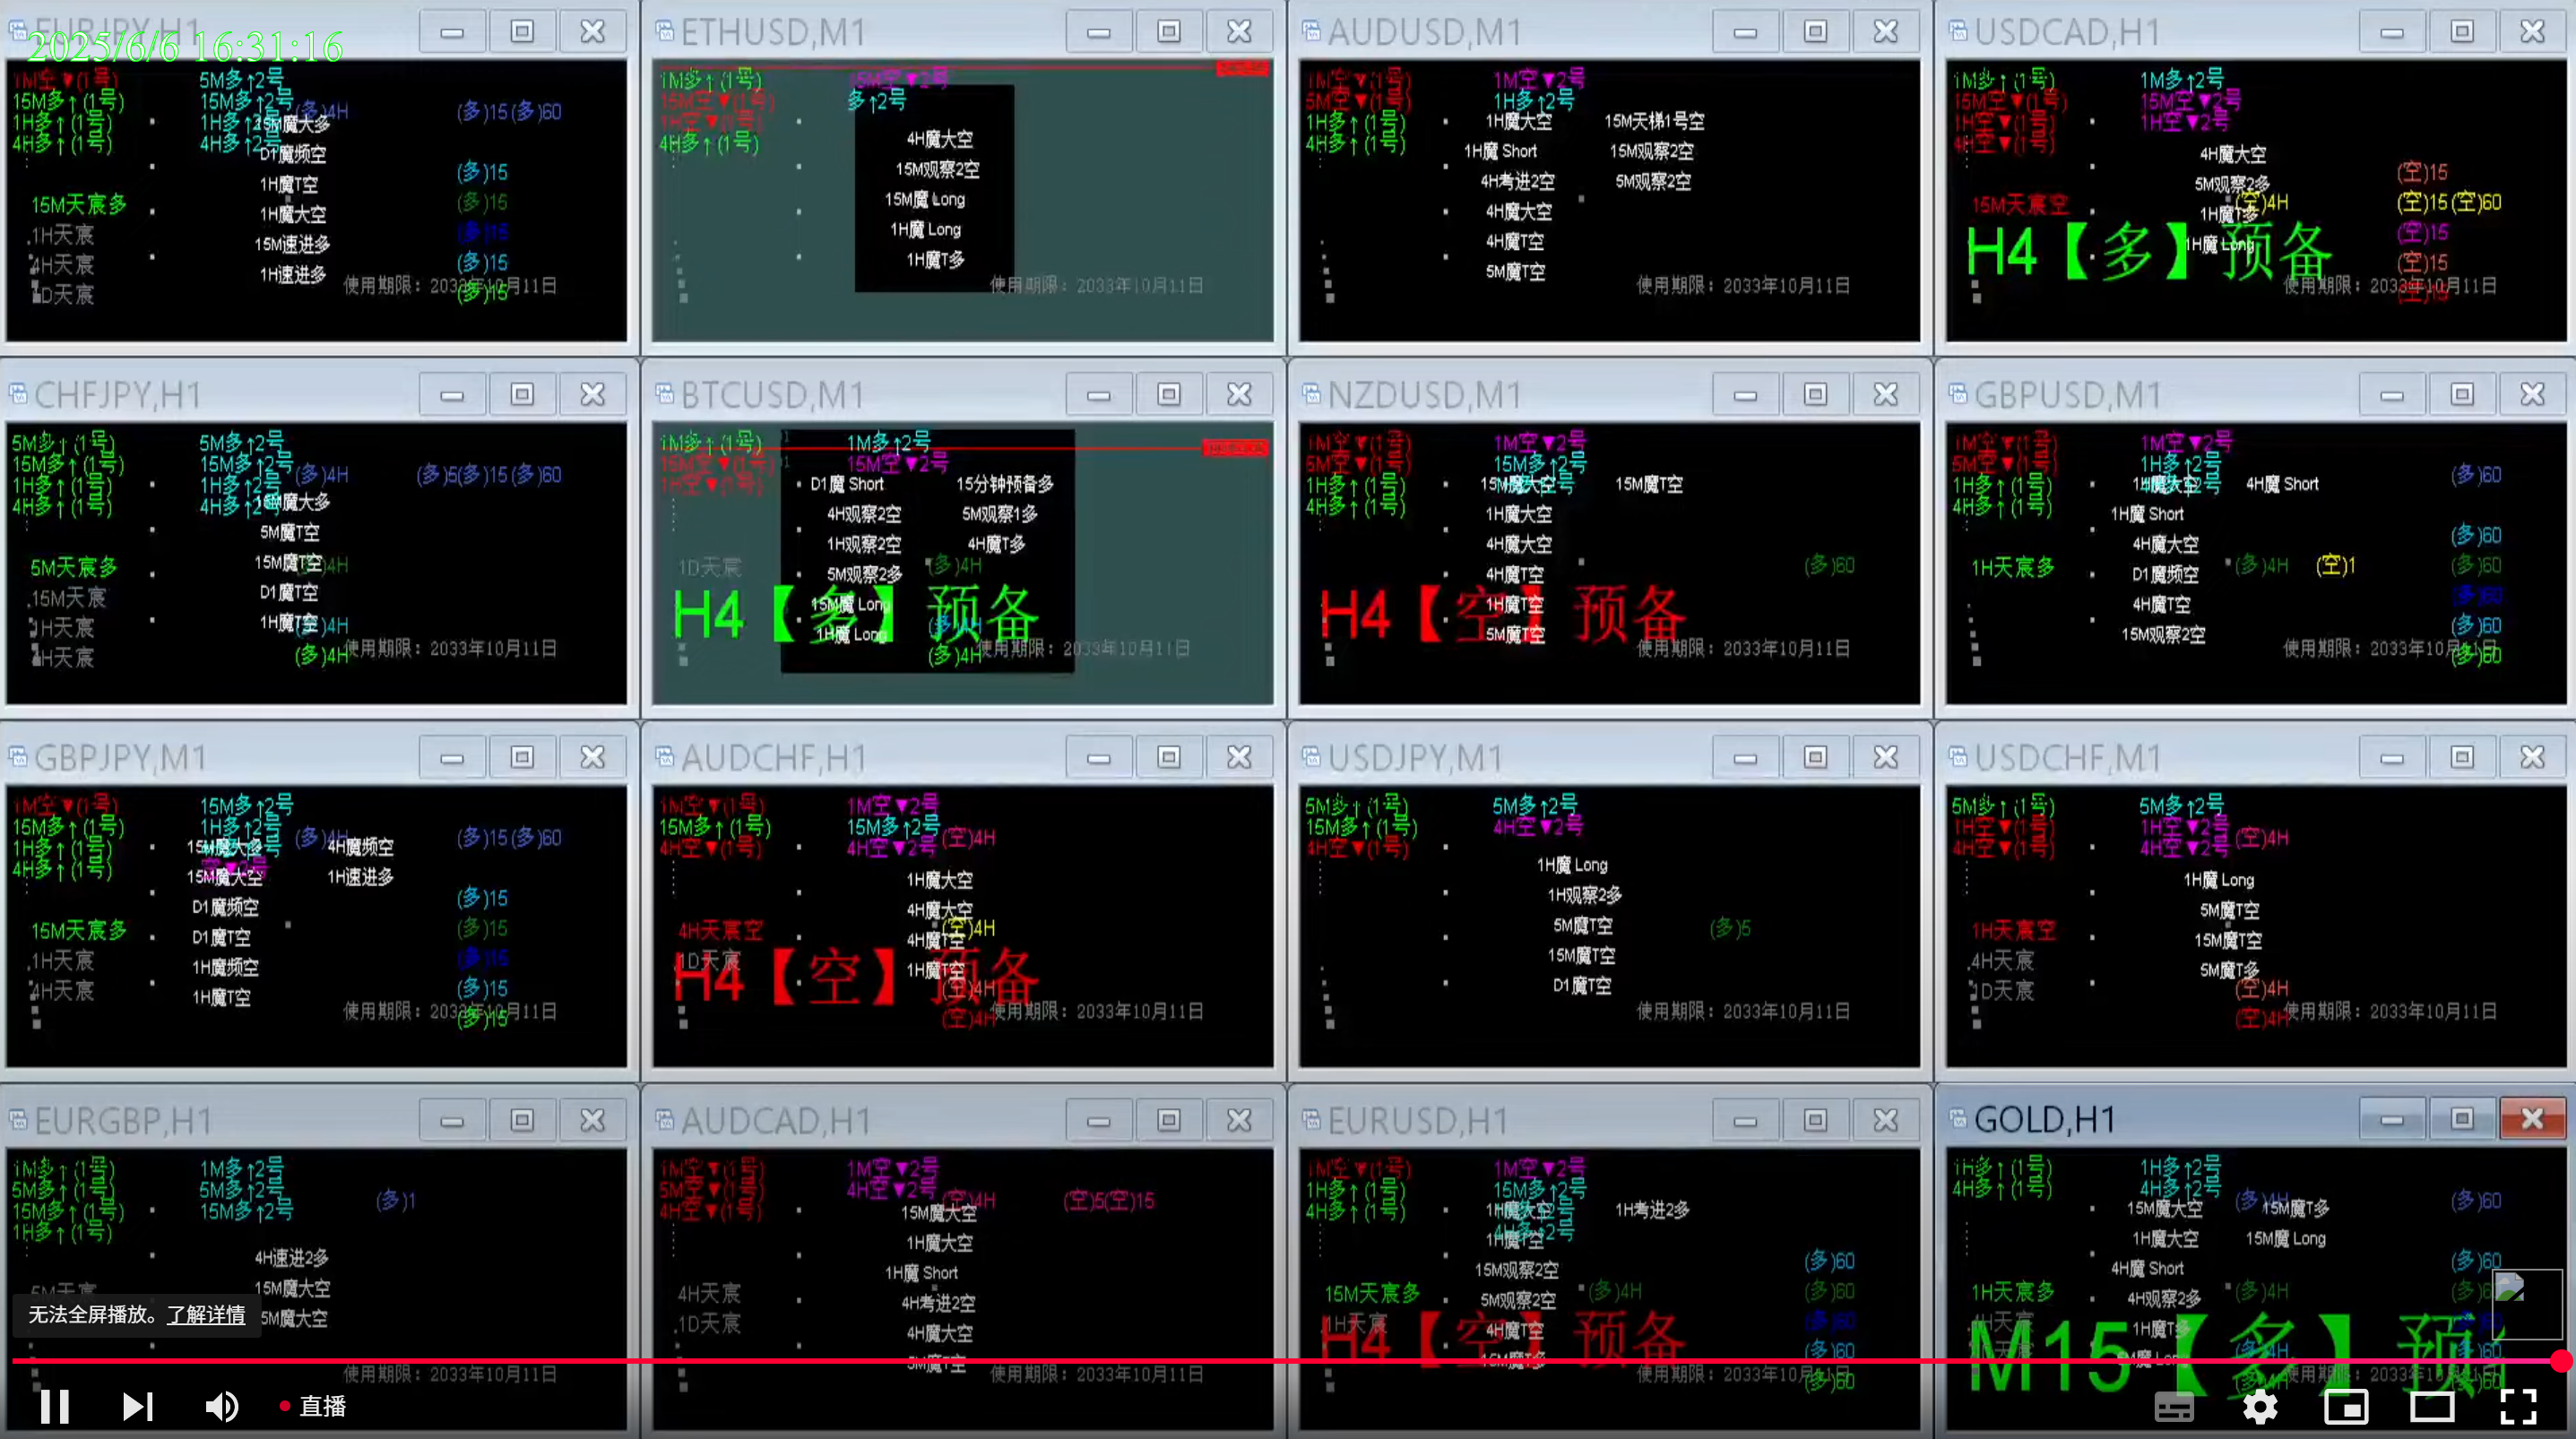 EURJPY,H1
2025/6/6 16:31:16
1M空▼(1号)
15M多↑(1号)
1H多↑(1号)
4H多↑(1号)
5M多↑2号
15M多↑2号
1H多↑2号
4H多↑2号
(多)4H
(多)15(多)60
15M魔大多
D1魔频空
1H魔T空
1H魔大空
15M速进多
1H速进多
15M天宸多
1H天宸
4H天宸
1D天宸
(多)15
(多)15
(多)15
(多)15
(多)15
使用期限：2033年10月11日
ETHUSD,M1
1M多↑(1号)
15M空▼(1号)
1H空▼(1号)
4H多↑(1号)
15M空▼2号
多↑2号
4H魔大空
15M观察2空
15M魔 Long
1H魔 Long
1H魔T多
使用期限：2033年10月11日
AUDUSD,M1
1M空▼(1号)
5M空▼(1号)
1H多↑(1号)
4H多↑(1号)
1M空▼2号
1H多↑2号
1H魔大空
1H魔 Short
4H考进2空
4H魔大空
4H魔T空
5M魔T空
15M天梯1号空
15M观察2空
5M观察2空
使用期限：2033年10月11日
USDCAD,H1
1M多↑(1号)
15M空▼(1号)
1H空▼(1号)
4H空▼(1号)
1M多↑2号
15M空▼2号
1H空▼2号
4H魔大空
5M观察2多
1H魔T多
1H魔 Long
15M天宸空
H4【多】预备
(空)4H
(空)15
(空)15(空)60
(空)15
(空)15
(空)15
使用期限：2033年10月11日
CHFJPY,H1
5M多↑(1号)
15M多↑(1号)
1H多↑(1号)
4H多↑(1号)
5M多↑2号
15M多↑2号
1H多↑2号
4H多↑2号
(多)4H
(多)5(多)15(多)60
15M魔大多
5M魔T空
15M魔T空
D1魔T空
1H魔T空
5M天宸多
15M天宸
1H天宸
4H天宸
(多)4H
(多)4H
(多)4H
使用期限：2033年10月11日
BTCUSD,M1
1M多↑(1号)
15M空▼(1号)
1H空▼(1号)
1M多↑2号
15M空▼2号
D1魔 Short
4H观察2空
1H观察2空
5M观察2多
15M魔 Long
1H魔 Long
15分钟预备多
5M观察1多
4H魔T多
1D天宸
H4【多】预备
(多)4H
(多)4H
使用期限：2033年10月11日
NZDUSD,M1
1M空▼(1号)
5M空▼(1号)
1H多↑(1号)
4H多↑(1号)
1M空▼2号
15M多↑2号
15M魔大空
1H魔大空
4H魔大空
4H魔T空
1H魔T空
5M魔T空
15M魔T空
(多)60
H4【空】预备
使用期限：2033年10月11日
GBPUSD,M1
1M空▼(1号)
5M空▼(1号)
1H多↑(1号)
4H多↑(1号)
1M空▼2号
1H多↑2号
1H魔大空
1H魔 Short
4H魔大空
D1魔频空
4H魔T空
15M观察2空
4H魔 Short
1H天宸多
(多)4H
(空)1
(多)60
(多)60
(多)60
(多)60
(多)60
(多)60
使用期限：2033年10月11日
GBPJPY,M1
1M空▼(1号)
15M多↑(1号)
1H多↑(1号)
4H多↑(1号)
15M多↑2号
1H多↑2号
(多)4H
(多)15(多)60
15M魔大多
15M魔大空
D1魔频空
D1魔T空
1H魔频空
1H魔T空
4H魔频空
1H速进多
15M天宸多
1H天宸
4H天宸
(多)15
(多)15
(多)15
(多)15
(多)15
使用期限：2033年10月11日
AUDCHF,H1
1M空▼(1号)
15M多↑(1号)
4H空▼(1号)
1M空▼2号
15M多↑2号
4H空▼2号
(空)4H
1H魔大空
4H魔大空
4H魔T空
1H魔T空
4H天宸空
1D天宸
(空)4H
(空)4H
(空)4H
H4【空】预备
使用期限：2033年10月11日
USDJPY,M1
5M多↑(1号)
15M多↑(1号)
4H空▼(1号)
5M多↑2号
4H空▼2号
1H魔 Long
1H观察2多
5M魔T空
15M魔T空
D1魔T空
(多)5
使用期限：2033年10月11日
USDCHF,M1
5M多↑(1号)
1H空▼(1号)
4H空▼(1号)
5M多↑2号
1H空▼2号
4H空▼2号
(空)4H
1H魔 Long
5M魔T空
15M魔T空
5M魔T多
1H天宸空
4H天宸
1D天宸
(空)4H
(空)4H
使用期限：2033年10月11日
EURGBP,H1
1M多↑(1号)
5M多↑(1号)
15M多↑(1号)
1H多↑(1号)
1M多↑2号
5M多↑2号
15M多↑2号
(多)1
4H速进2多
15M魔大空
5M魔大空
5M天宸
使用期限：2033年10月11日
AUDCAD,H1
1M空▼(1号)
5M空▼(1号)
4H空▼(1号)
1M空▼2号
4H空▼2号
(空)4H
(空)5(空)15
15M魔大空
1H魔大空
1H魔 Short
4H考进2空
4H魔大空
5M魔T空
4H天宸
1D天宸
使用期限：2033年10月11日
EURUSD,H1
1M空▼(1号)
1H多↑(1号)
4H多↑(1号)
1M空▼2号
15M多↑2号
4H多↑2号
1H魔大空
1H魔T空
15M观察2空
5M观察2空
4H魔T空
15M魔T多
1H考进2多
15M天宸多
1H天宸
(多)4H
(多)60
(多)60
(多)60
(多)60
(多)60
H4【空】预备
使用期限：2033年10月11日
GOLD,H1
1H多↑(1号)
4H多↑(1号)
1H多↑2号
4H多↑2号
15M魔大空
1H魔大空
4H魔 Short
4H观察2多
1H魔T多
15M魔T多
15M魔 Long
(多)4H
(多)60
(多)60
1H天宸多
4H天宸
(多)4H
M15【多】预
无法全屏播放。了解详情
直播